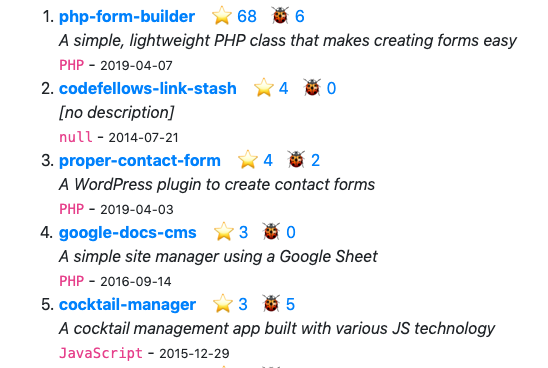 1. php-form-builder ⭐ 68 🐞 6
A simple, lightweight PHP class that makes creating forms easy
PHP - 2019-04-07
2. codefellows-link-stash ⭐ 4 🐞 0
[no description]
null - 2014-07-21
3. proper-contact-form ⭐ 4 🐞 2
A WordPress plugin to create contact forms
PHP - 2019-04-03
4. google-docs-cms ⭐ 3 🐞 0
A simple site manager using a Google Sheet
PHP - 2016-09-14
5. cocktail-manager ⭐ 3 🐞 5
A cocktail management app built with various JS technology
JavaScript - 2015-12-29